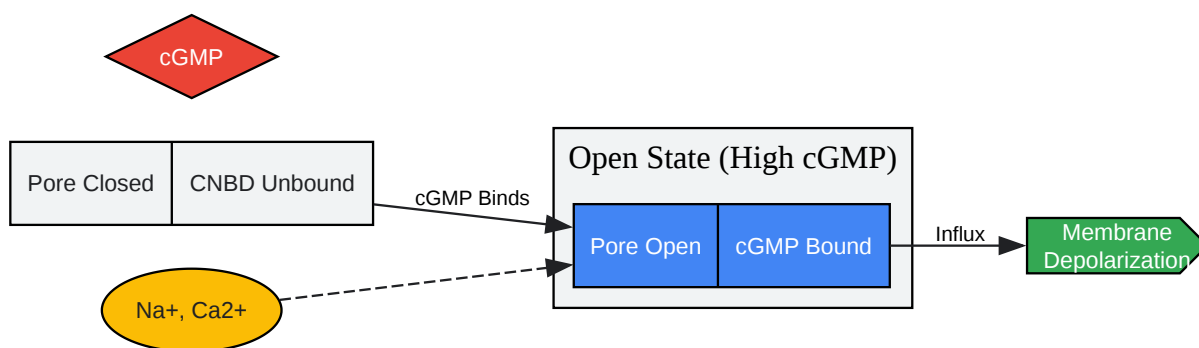 cGMP
Pore Closed
CNBD Unbound
cGMP Binds
Na+, Ca2+
Open State (High cGMP)
Pore Open
cGMP Bound
Influx
Membrane
Depolarization